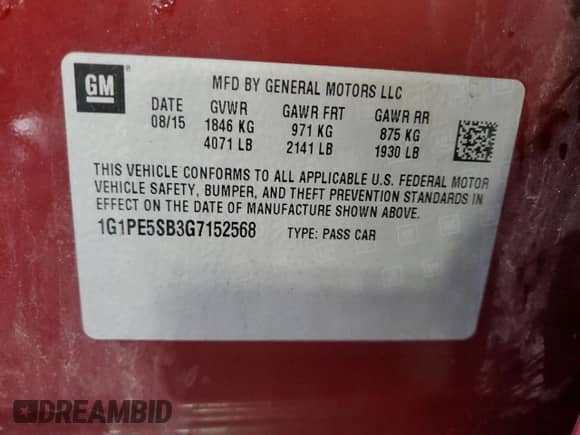 GM
MFD BY GENERAL MOTORS LLC
DATE GVWR GAWR FRT GAWR RR
08/15 1846 KG 971 KG 875 KG
4071 LB 2141 LB 1930 LB
THIS VEHICLE CONFORMS TO ALL APPLICABLE U.S. FEDERAL MOTOR
VEHICLE SAFETY, BUMPER, AND THEFT PREVENTION STANDARDS IN
EFFECT ON THE DATE OF MANUFACTURE SHOWN ABOVE.
1G1PE5SB3G7152568 TYPE: PASS CAR
DREAMBID